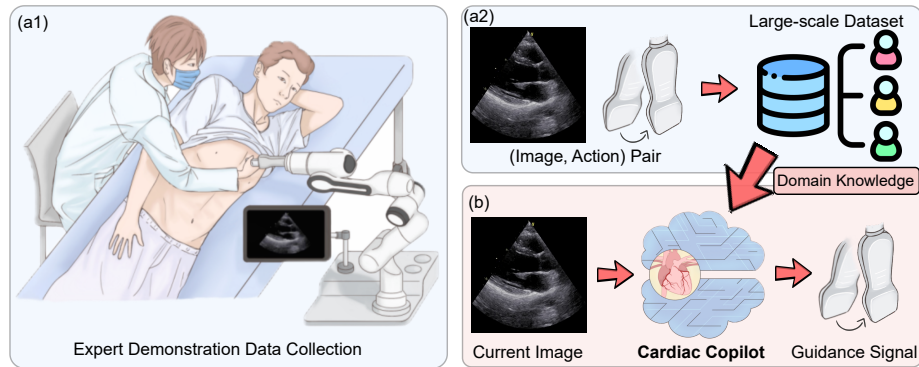 (a1)
Expert Demonstration Data Collection
(a2)
Large-scale Dataset
(Image, Action) Pair
Domain Knowledge
(b)
Current Image
Cardiac Copilot
Guidance Signal